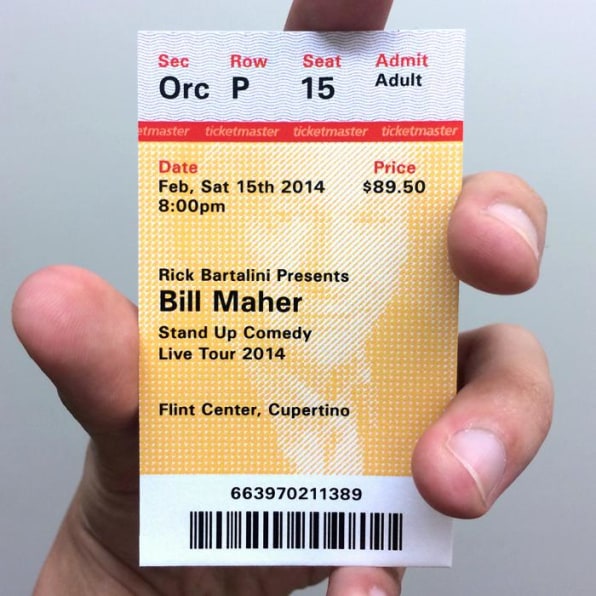 Sec Row Seat Admit
Orc P 15 Adult
etmaster ticketmaster ticketmaster ticketmaster
Date Price
Feb, Sat 15th 2014 $89.50
8:00pm
Rick Bartalini Presents
Bill Maher
Stand Up Comedy
Live Tour 2014
Flint Center, Cupertino
663970211389